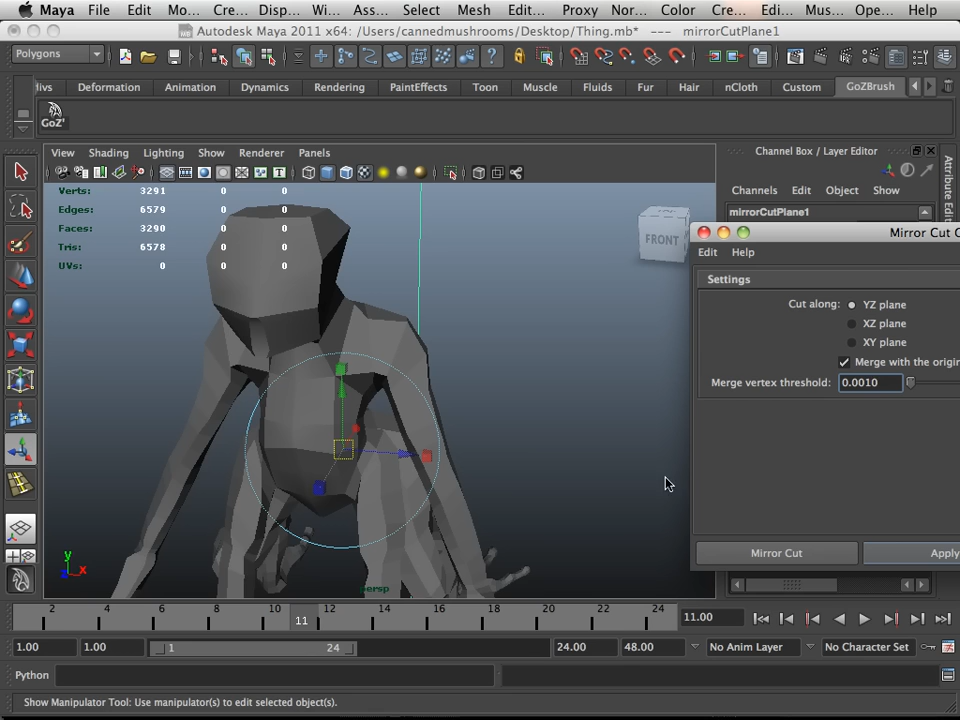 Maya File Edit Mo... Cre... Disp... Wi... Ass... Select Mesh Edit... Proxy Nor... Color Cre... Edi... Mus... Ope... Help
Autodesk Maya 2011 x64: /Users/cannedmushrooms/Desktop/Thing.mb* --- mirrorCutPlane1
Polygons
ivs Deformation Animation Dynamics Rendering PaintEffects Toon Muscle Fluids Fur Hair nCloth Custom GoZBrush
GoZ'
View Shading Lighting Show Renderer Panels
Channel Box / Layer Editor
Channels Edit Object Show
mirrorCutPlane1
Attribute Edit
Verts: 3291 0 0
Edges: 6579 0 0
Faces: 3290 0 0
Tris: 6578 0 0
UVs: 0 0 0
FRONT
Mirror Cut O
Edit Help
Settings
Cut along: YZ plane
XZ plane
XY plane
Merge with the origin
Merge vertex threshold: 0.0010
Mirror Cut Apply
y
z x
persp
2 4 6 8 10 12 14 16 18 20 22 24
11
11.00
1.00 1.00 1 24 24.00 48.00 No Anim Layer No Character Set
Python
Show Manipulator Tool: Use manipulator(s) to edit selected object(s).